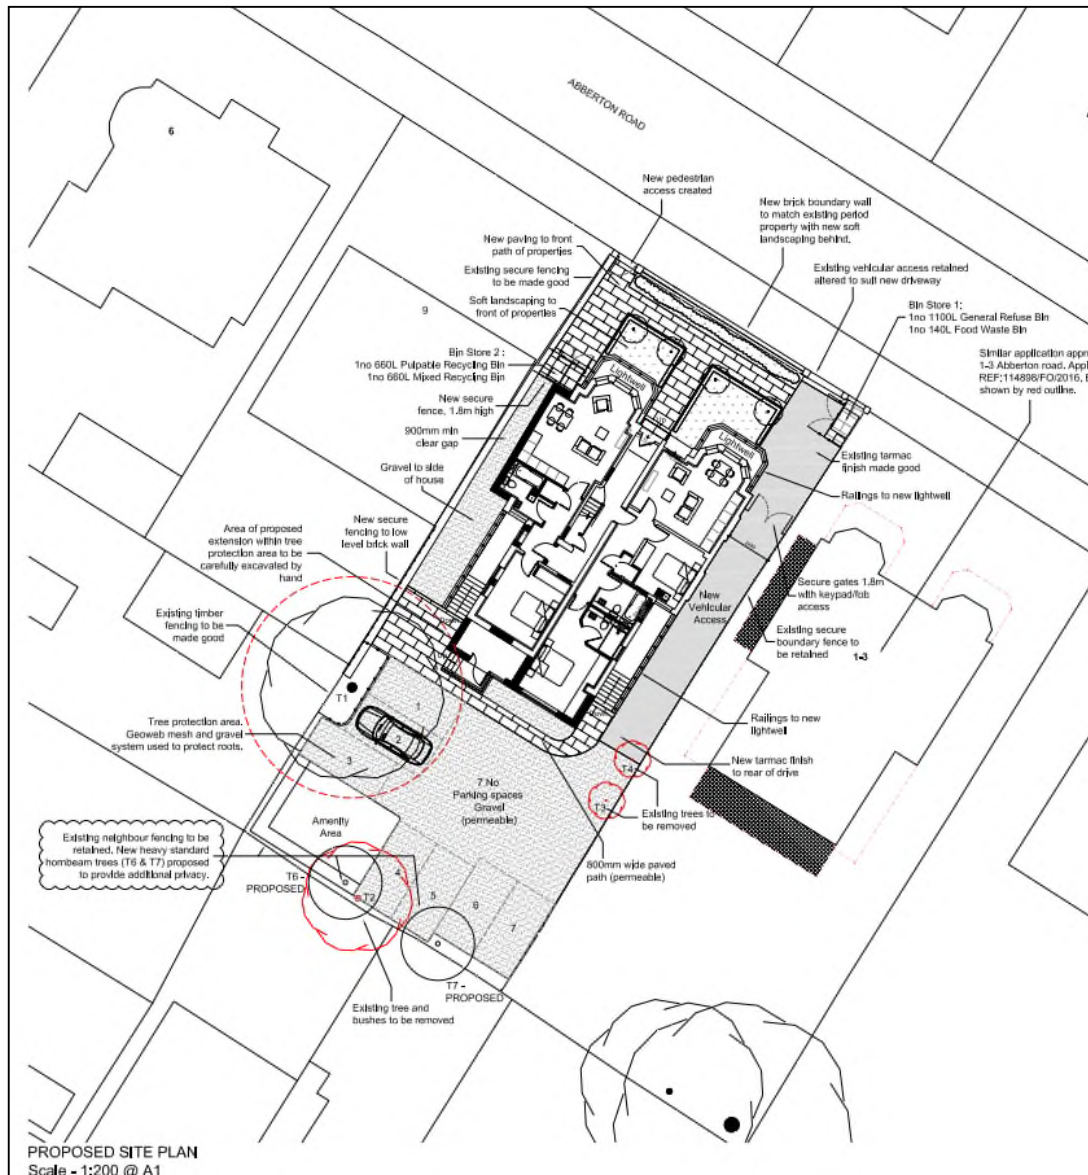 ABBERTON ROAD
6
New pedestrian
access created
New brick boundary wall
to match existing period
property with new soft
landscaping behind.
New paving to front
path of properties
Existing secure fencing
to be made good
Soft landscaping to
front of properties
Existing vehicular access retained
altered to suit new driveway
Bin Store 1:
1no 1100L General Refuse Bin
1no 140L Food Waste Bin
9
Bin Store 2 :
1no 660L Pulpable Recycling Bin
1no 660L Mixed Recycling Bin
Similar application appr
1-3 Abberton road, Appl
REF:114898/FO/2016, E
shown by red outline.
Lightwell
Lightwell
New secure
fence, 1.8m high
900mm min
clear gap
Gravel to side
of house
Existing tarmac
finish made good
Railings to new lightwell
New secure
fencing to low
level brick wall
Area of proposed
extension within tree
protection area to be
carefully excavated by
hand
Secure gates 1.8m
with keypad/fob
access
New
Vehicular
Access
Existing timber
fencing to be
made good
Existing secure
boundary fence to
be retained
1-3
T1
1
2
3
Tree protection area.
Geoweb mesh and gravel
system used to protect roots.
Railings to new
lightwell
New tarmac finish
to rear of drive
T4
T3
Existing trees to
be removed
7 No
Parking spaces
Gravel
(permeable)
Amenity
Area
Existing neighbour fencing to be
retained. New heavy standard
hornbeam trees (T6 & T7) proposed
to provide additional privacy.
800mm wide paved
path (permeable)
T6 -
PROPOSED
T2
4
5
6
7
T7 -
PROPOSED
Existing tree and
bushes to be removed
PROPOSED SITE PLAN
Scale - 1:200 @ A1